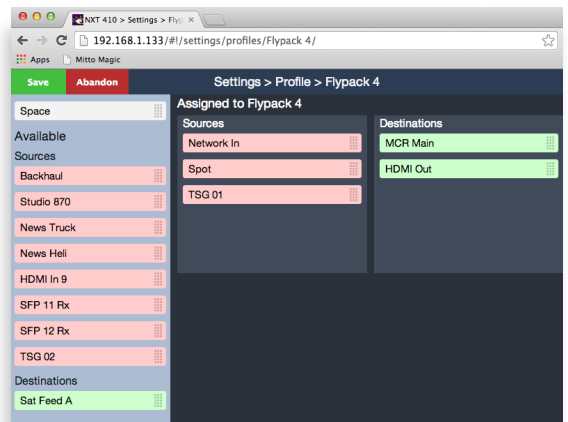 NXT 410 > Settings > Flyp
192.168.1.133/#!/settings/profiles/Flypack 4/
Apps Mitto Magic
Save Abandon Settings > Profile > Flypack 4
Space
Available
Sources
Backhaul
Studio 870
News Truck
News Heli
HDMI In 9
SFP 11 Rx
SFP 12 Rx
TSG 02
Destinations
Sat Feed A
Assigned to Flypack 4
Sources
Network In
Spot
TSG 01
Destinations
MCR Main
HDMI Out